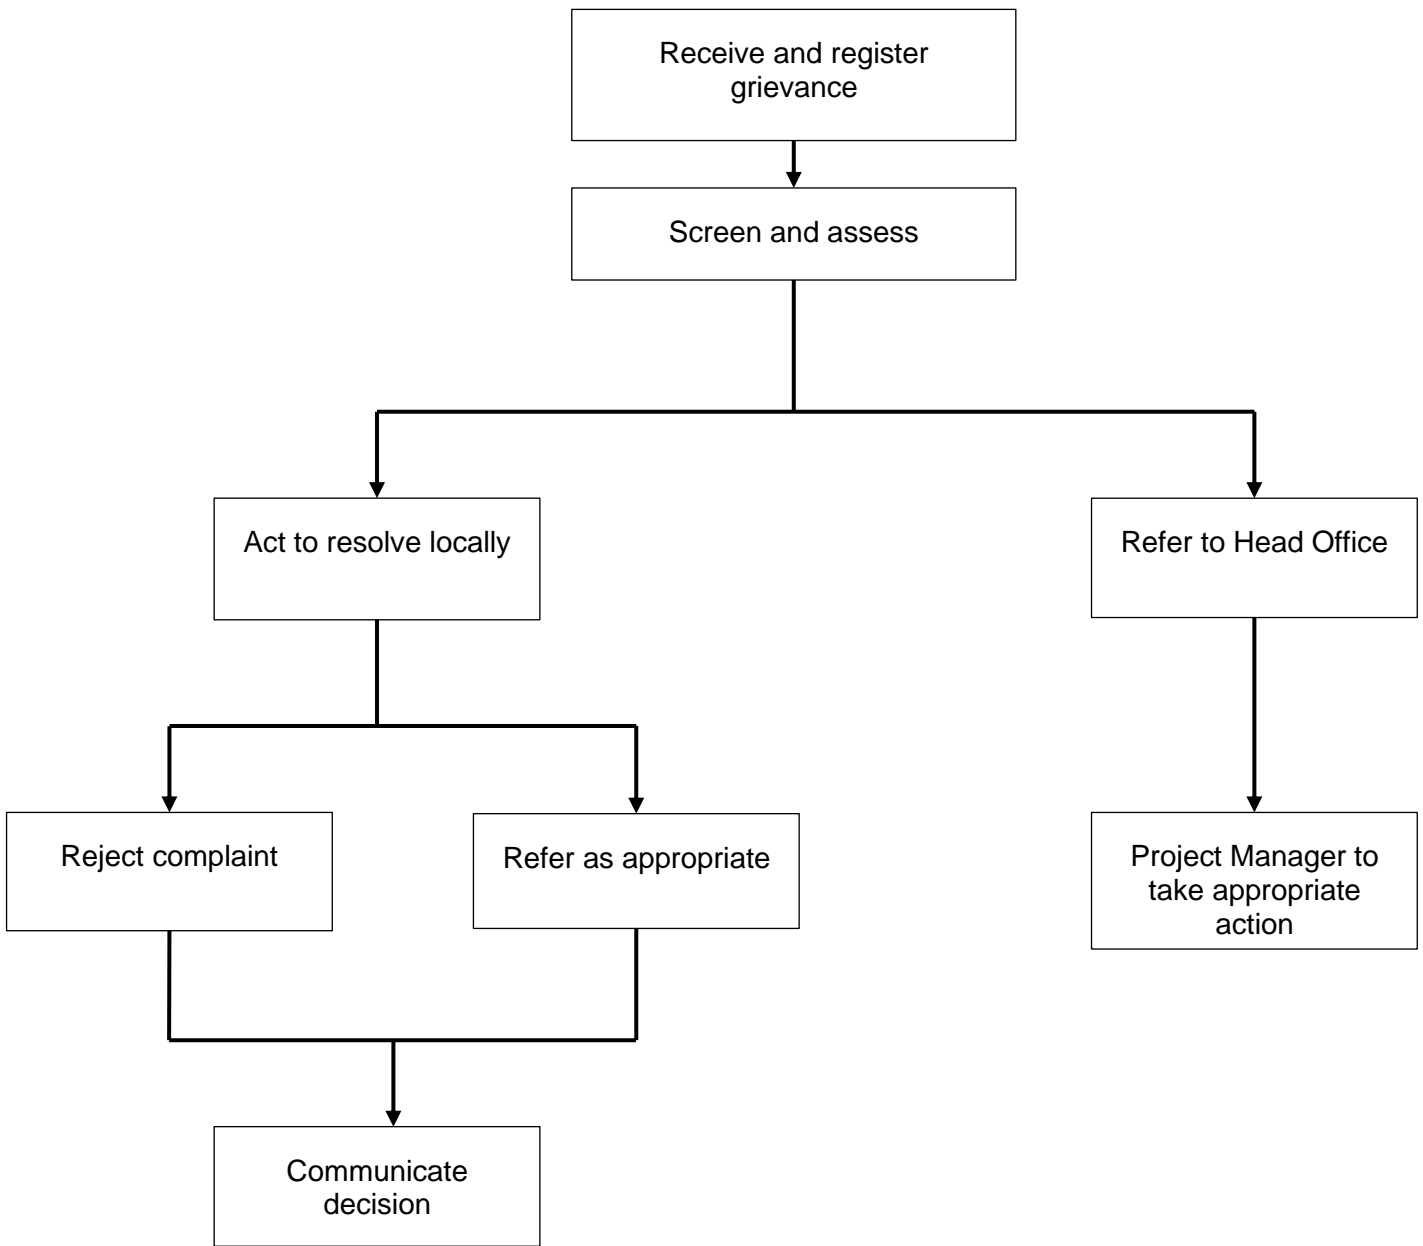 Receive and register
grievance
Screen and assess
Act to resolve locally
Refer to Head Office
Reject complaint
Refer as appropriate
Project Manager to
take appropriate
action
Communicate
decision